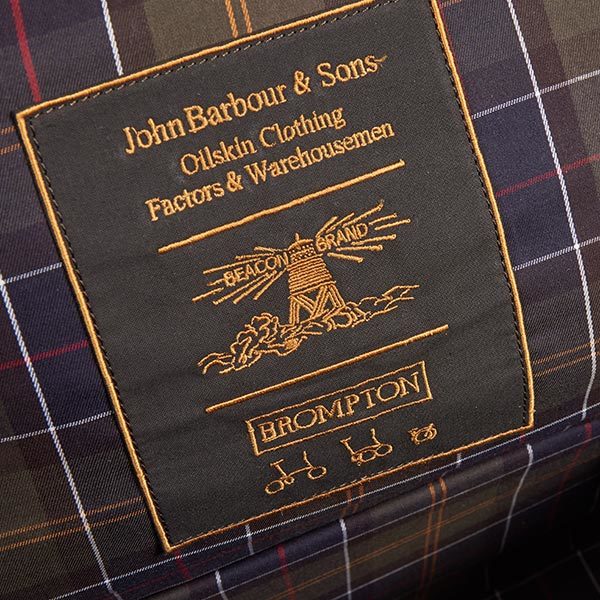 John Barbour & Sons
Oilskin Clothing
Factors & Warehousemen
BEACON BRAND
BROMPTON